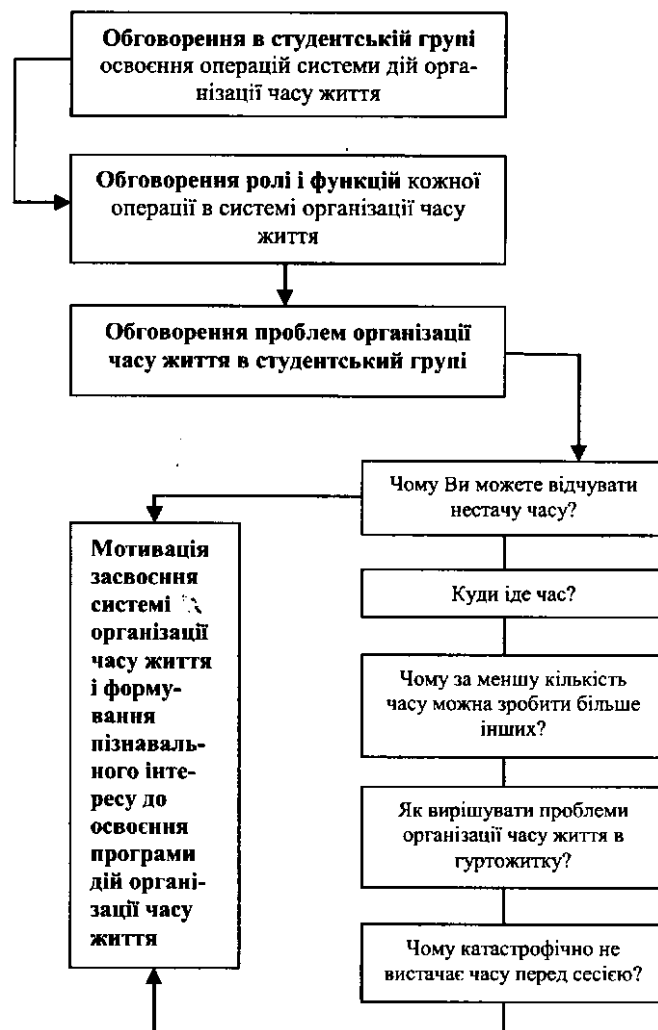 Обговорення в студентській групі
освоєння операцій системи дій орга-
нізації часу життя
Обговорення ролі і функцій кожної
операції в системі організації часу
життя
Обговорення проблем організації
часу життя в студентський групі
Чому Ви можете відчувати
нестачу часу?
Куди іде час?
Чому за меншу кількість
часу можна зробити більше
інших?
Як вирішувати проблеми
організації часу життя в
гуртожитку?
Чому катастрофічно не
вистачає часу перед сесією?
Мотивація
засвоєння
системі
організації
часу життя
і форму-
вання
пізнаваль-
ного інте-
ресу до
освоєння
програми
дій органі-
зації часу
життя